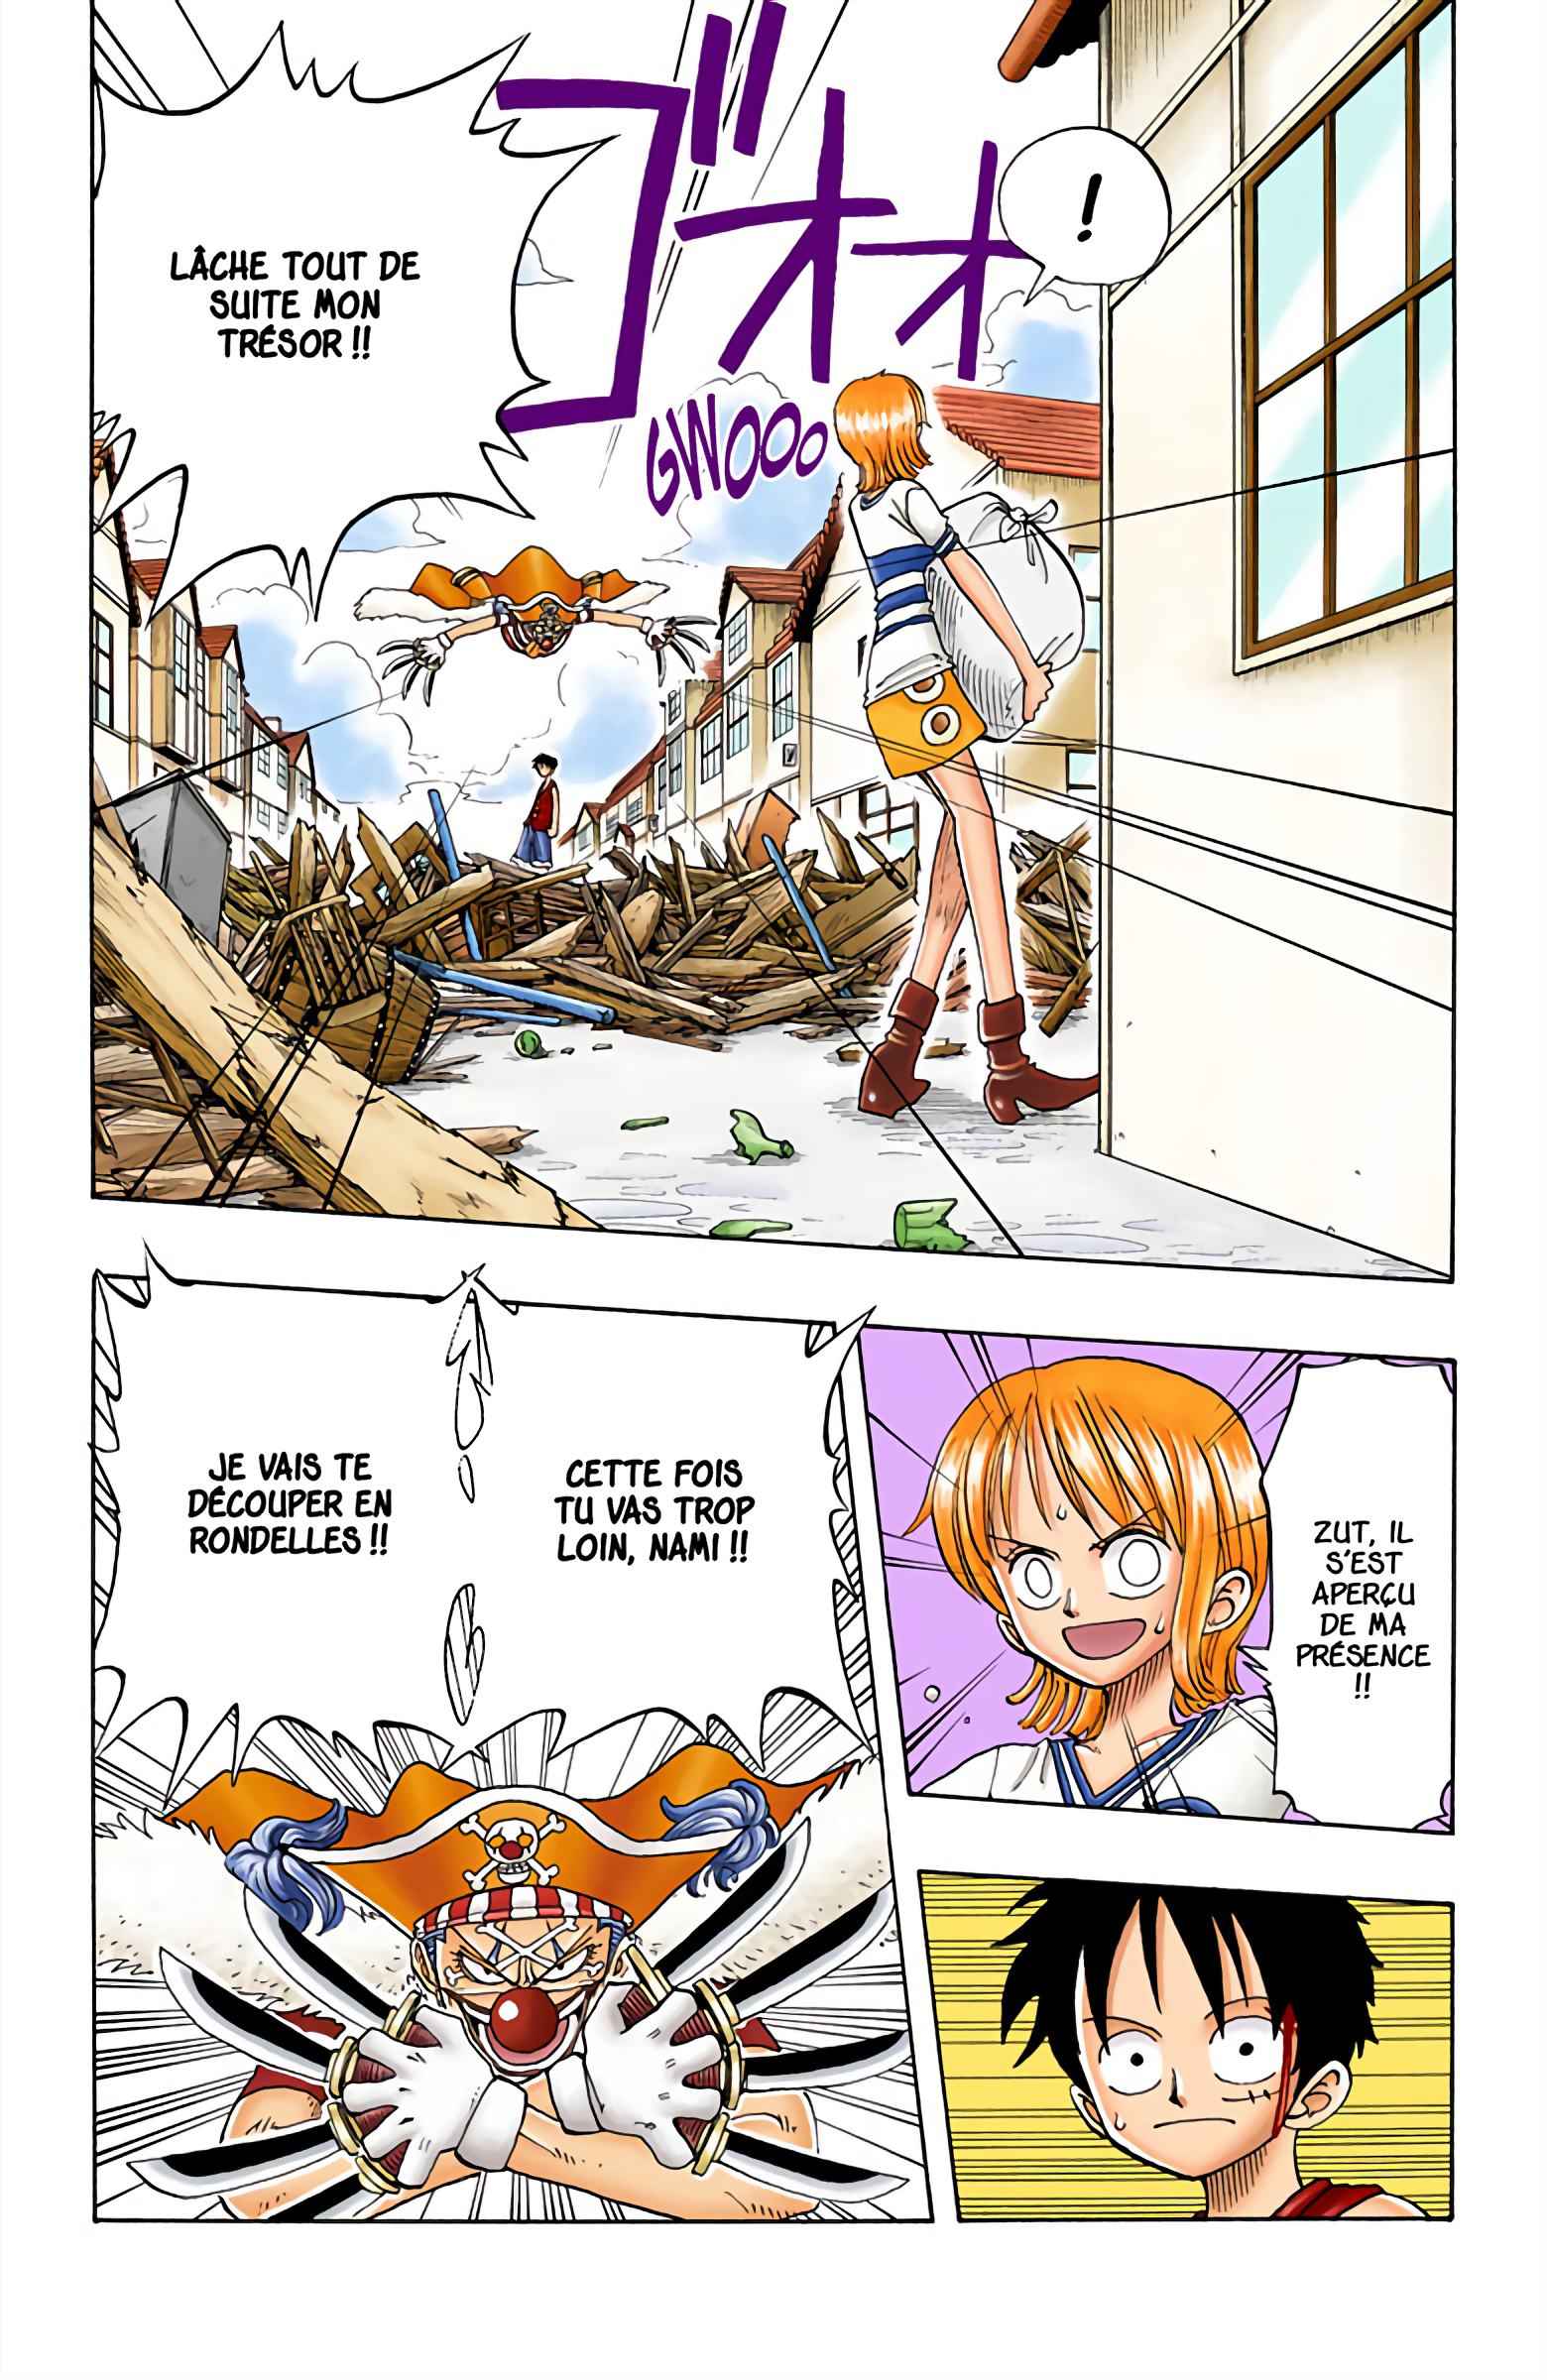 !
ゴオオ
GWOOO
LÂCHE TOUT DE
SUITE MON
TRÉSOR !!
ZUT, IL
S'EST
APERÇU
DE MA
PRÉSENCE
!!
CETTE FOIS
TU VAS TROP
LOIN, NAMI !!
JE VAIS TE
DÉCOUPER EN
RONDELLES !!